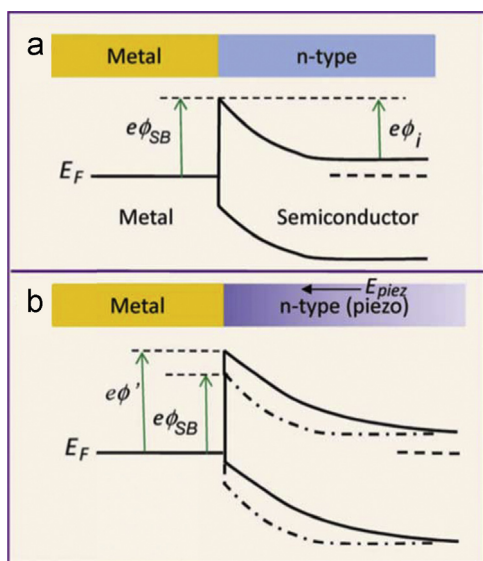 a
Metal n-type
eϕSB eϕi
EF
Metal Semiconductor
b
Epiez
Metal n-type (piezo)
eϕ'
eϕSB
EF